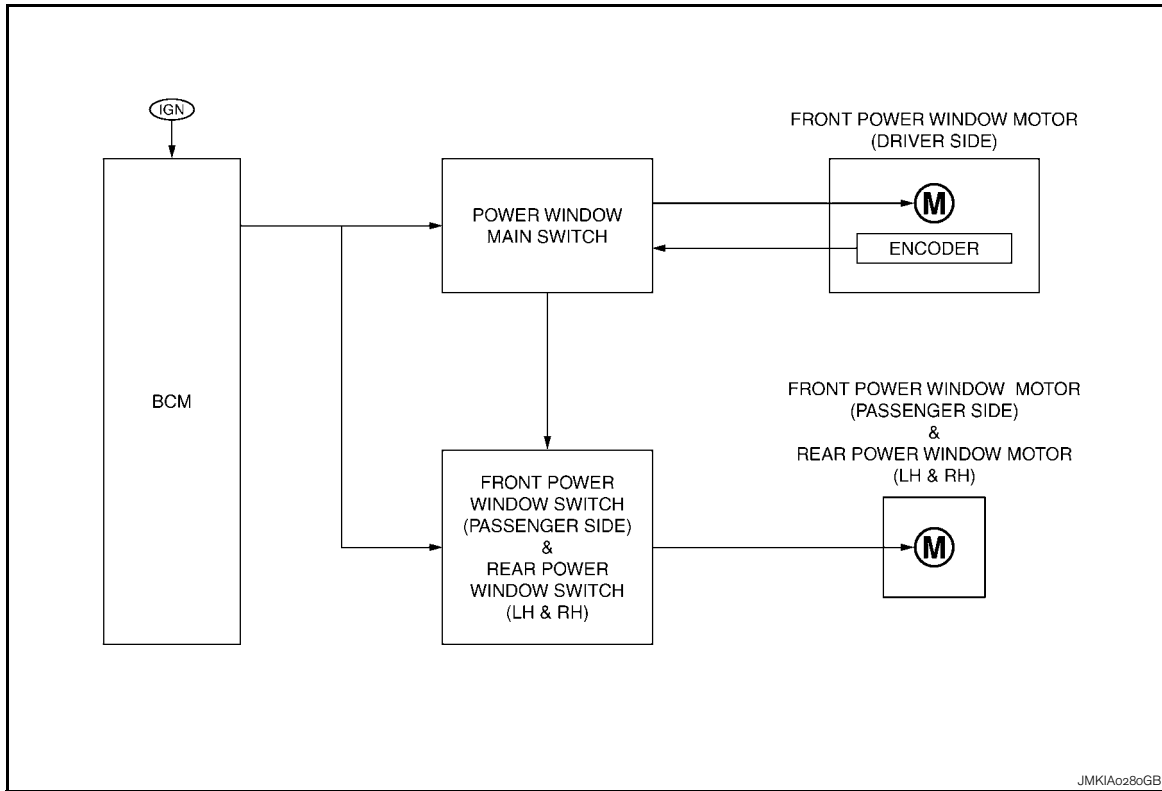 IGN
BCM
POWER WINDOW
MAIN SWITCH
FRONT POWER WINDOW MOTOR
(DRIVER SIDE)
M
ENCODER
FRONT POWER
WINDOW SWITCH
(PASSENGER SIDE)
&
REAR POWER
WINDOW SWITCH
(LH & RH)
FRONT POWER WINDOW MOTOR
(PASSENGER SIDE)
&
REAR POWER WINDOW MOTOR
(LH & RH)
M
JMKIA0280GB